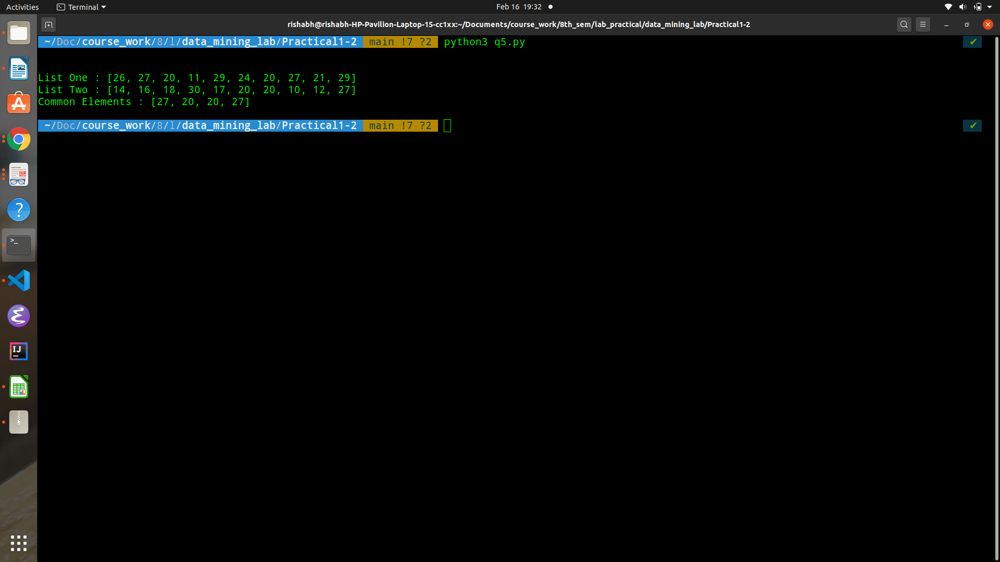 Activities Terminal Feb 16 19:32
rishabh@rishabh-HP-Pavilion-Laptop-15-cc1xx:~/Documents/course_work/8th_sem/lab_practical/data_mining_lab/Practical1-2
~/Doc/course_work/8/l/data_mining_lab/Practical1-2 main !7 ?2 python3 q5.py ✔
List One : [26, 27, 20, 11, 29, 24, 20, 27, 21, 29]
List Two : [14, 16, 18, 30, 17, 20, 20, 10, 12, 27]
Common Elements : [27, 20, 20, 27]
~/Doc/course_work/8/l/data_mining_lab/Practical1-2 main !7 ?2 ✔
?
>_
IJ